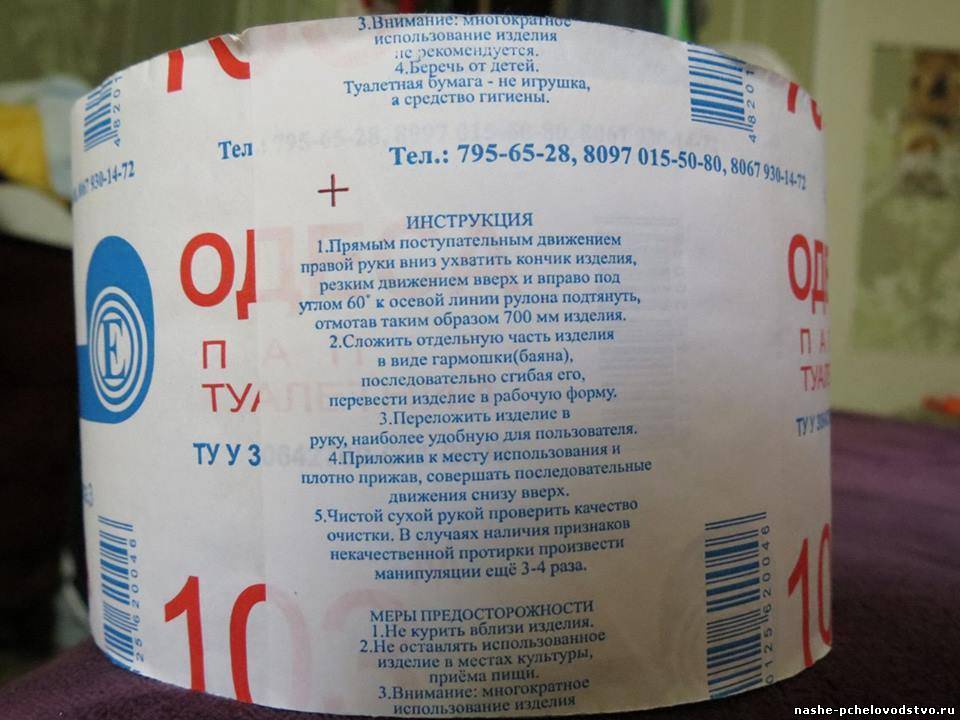 3.Внимание: многократное
использование изделия
не рекомендуется.
4.Беречь от детей.
Туалетная бумага - не игрушка,
а средство гигиены.
48201
48201
Тел
Тел.: 795-65-28, 8097 015-50-80, 8067 930-14-72
8067 930-14-72
+
ИНСТРУКЦИЯ
1.Прямым поступательным движением
правой руки вниз ухватить кончик изделия,
резким движением вверх и вправо под
углом 60° к осевой линии рулона подтянуть,
отмотав таким образом 700 мм изделия.
2.Сложить отдельную часть изделия
в виде гармошки(баяна),
последовательно сгибая его,
перевести изделие в рабочую форму.
3.Переложить изделие в
руку, наиболее удобную для пользователя.
4.Приложив к месту использования и
плотно прижав, совершать последовательные
движения снизу вверх.
5.Чистой сухой рукой проверить качество
очистки. В случаях наличия признаков
некачественной протирки произвести
манипуляции ещё 3-4 раза.
МЕРЫ ПРЕДОСТОРОЖНОСТИ
1.Не курить вблизи изделия.
2.Не оставлять использованное
изделие в местах культуры,
приёма пищи.
3.Внимание: многократное
использование изделия
Е
ОД
П
ТУА
ТУ У 3
10
25620046
ОД
П А
ТУАЛ
ТУ У
10
0125620046
nashe-pchelovodstvo.ru